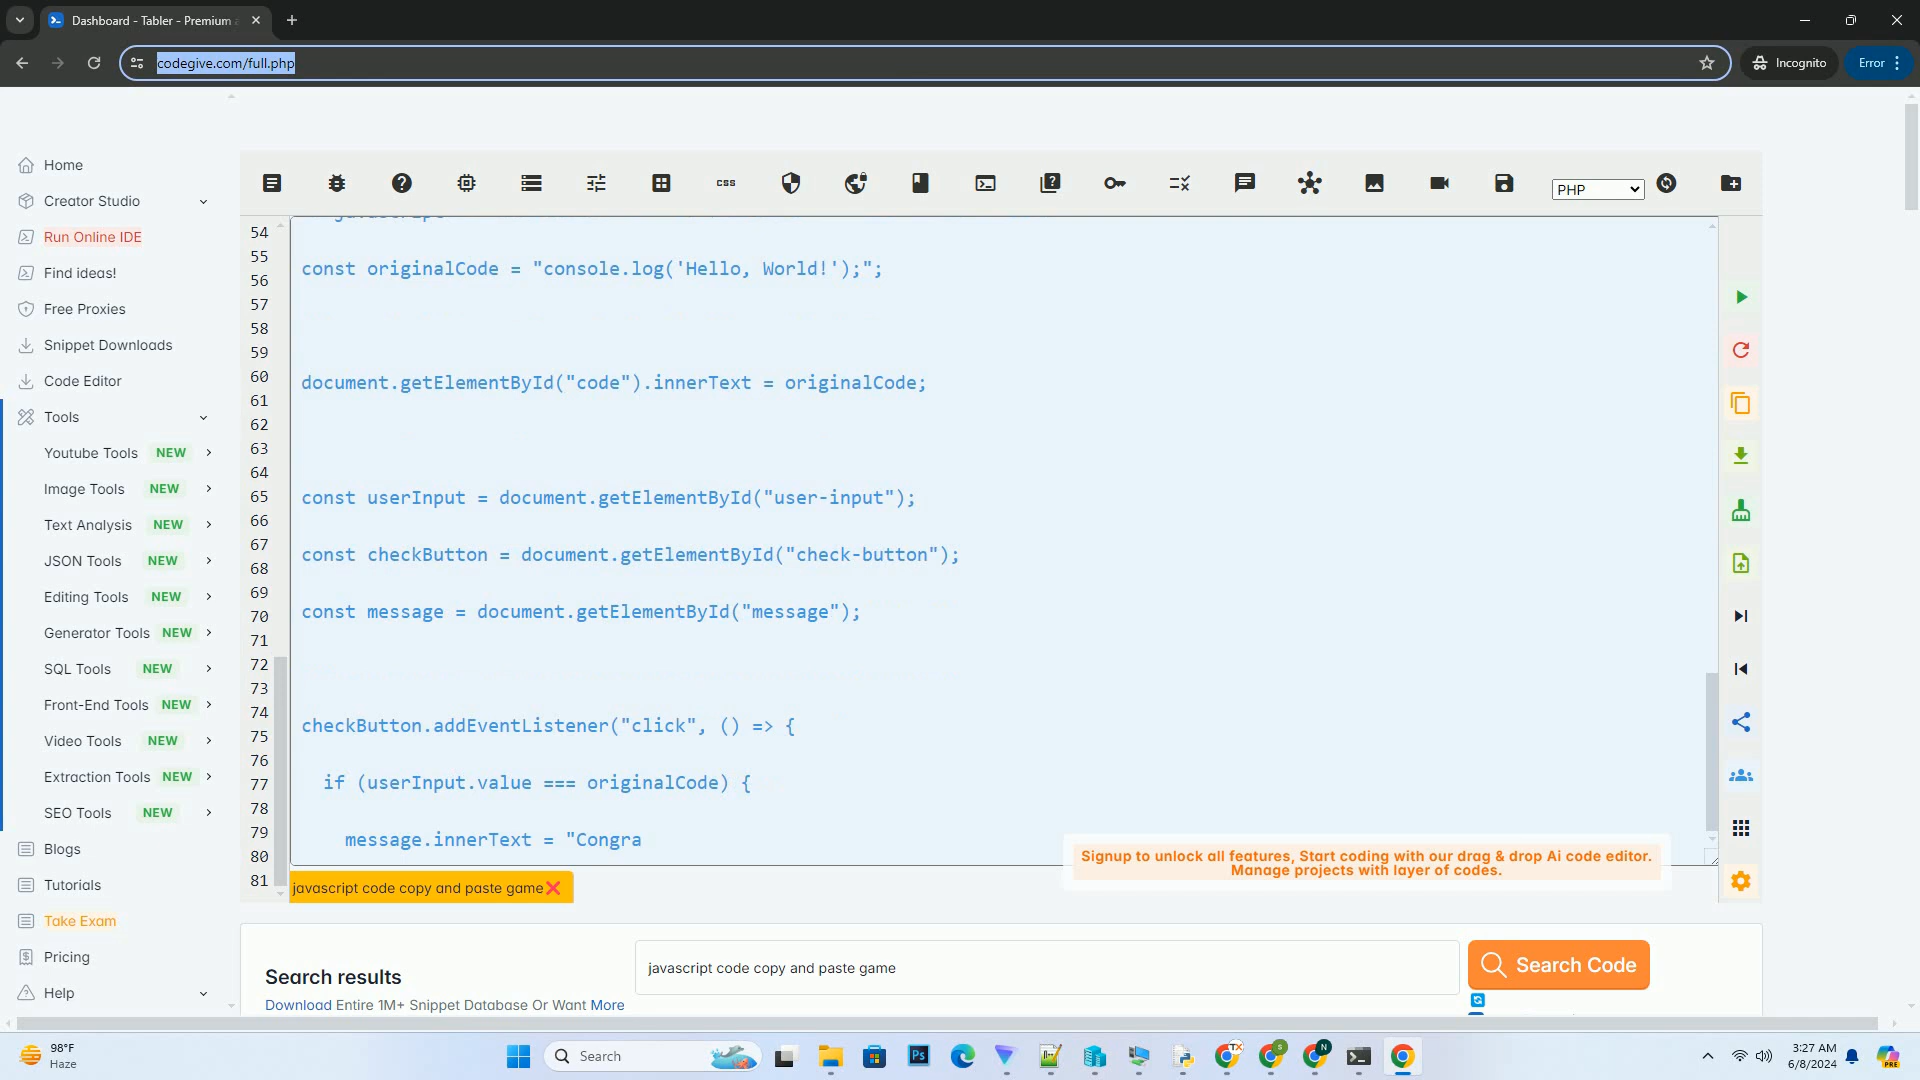 Dashboard - Tabler - Premium
codegive.com/full.php
Incognito
Error
Home
Creator Studio
Run Online IDE
Find ideas!
Free Proxies
Snippet Downloads
Code Editor
Tools
Youtube Tools NEW
Image Tools NEW
Text Analysis NEW
JSON Tools NEW
Editing Tools NEW
Generator Tools NEW
SQL Tools NEW
Front-End Tools NEW
Video Tools NEW
Extraction Tools NEW
SEO Tools NEW
Blogs
Tutorials
Take Exam
Pricing
Help
css
PHP
54
55
56
57
58
59
60
61
62
63
64
65
66
67
68
69
70
71
72
73
74
75
76
77
78
79
80
81
const originalCode = "console.log('Hello, World!');";
document.getElementById("code").innerText = originalCode;
const userInput = document.getElementById("user-input");
const checkButton = document.getElementById("check-button");
const message = document.getElementById("message");
checkButton.addEventListener("click", () => {
if (userInput.value === originalCode) {
message.innerText = "Congra
Signup to unlock all features, Start coding with our drag & drop Ai code editor.
Manage projects with layer of codes.
javascript code copy and paste game
Search results
Download Entire 1M+ Snippet Database Or Want More
javascript code copy and paste game
Search Code
98°F
Haze
Search
3:27 AM
6/8/2024